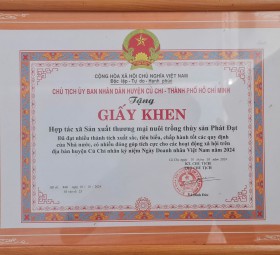 CỘNG HÒA XÃ HỘI CHỦ NGHĨA VIỆT NAM
Độc lập - Tự do - Hạnh phúc
CHỦ TỊCH ỦY BAN NHÂN DÂN HUYỆN CỦ CHI - THÀNH PHỐ HỒ CHÍ MINH
Tặng
GIẤY KHEN
Hợp tác xã Sản xuất thương mại nuôi trồng thủy sản Phát Đạt
Đã đạt nhiều thành tích xuất sắc, tiêu biểu, chấp hành tốt các quy định
của Nhà nước, có nhiều đóng góp tích cực cho các hoạt động xã hội trên
địa bàn huyện Củ Chi nhân kỷ niệm Ngày Doanh nhân Việt Nam năm 2024
CHỦ TỊCH